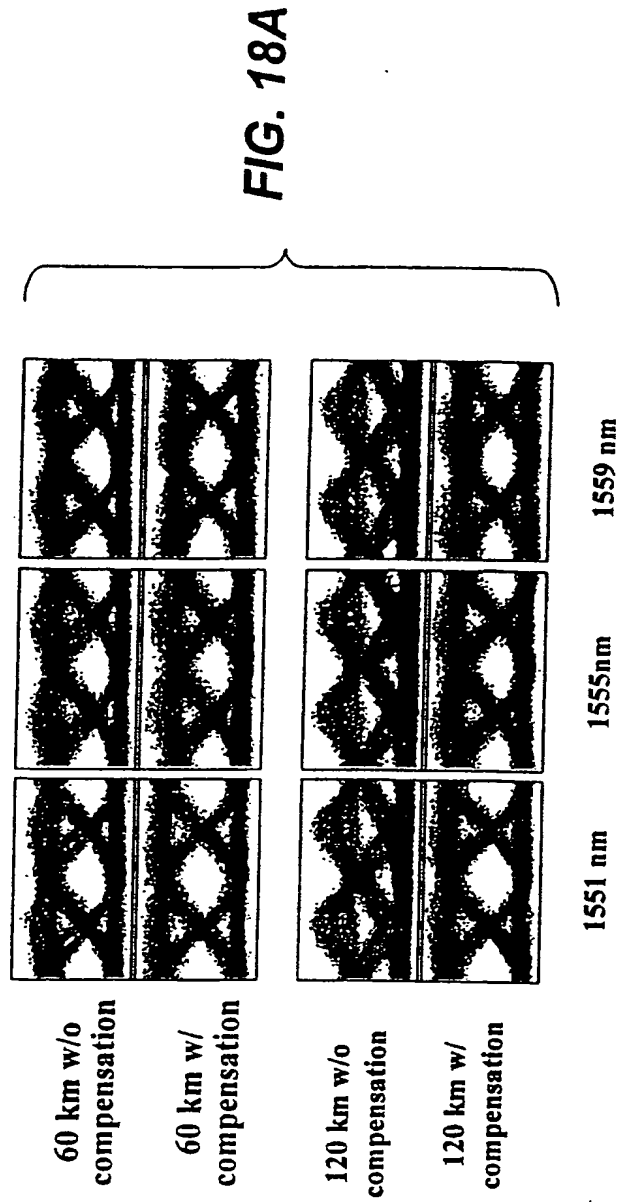 FIG. 18A
60 km w/o
compensation
60 km w/
compensation
120 km w/o
compensation
120 km w/
compensation
1551 nm
1555nm
1559 nm